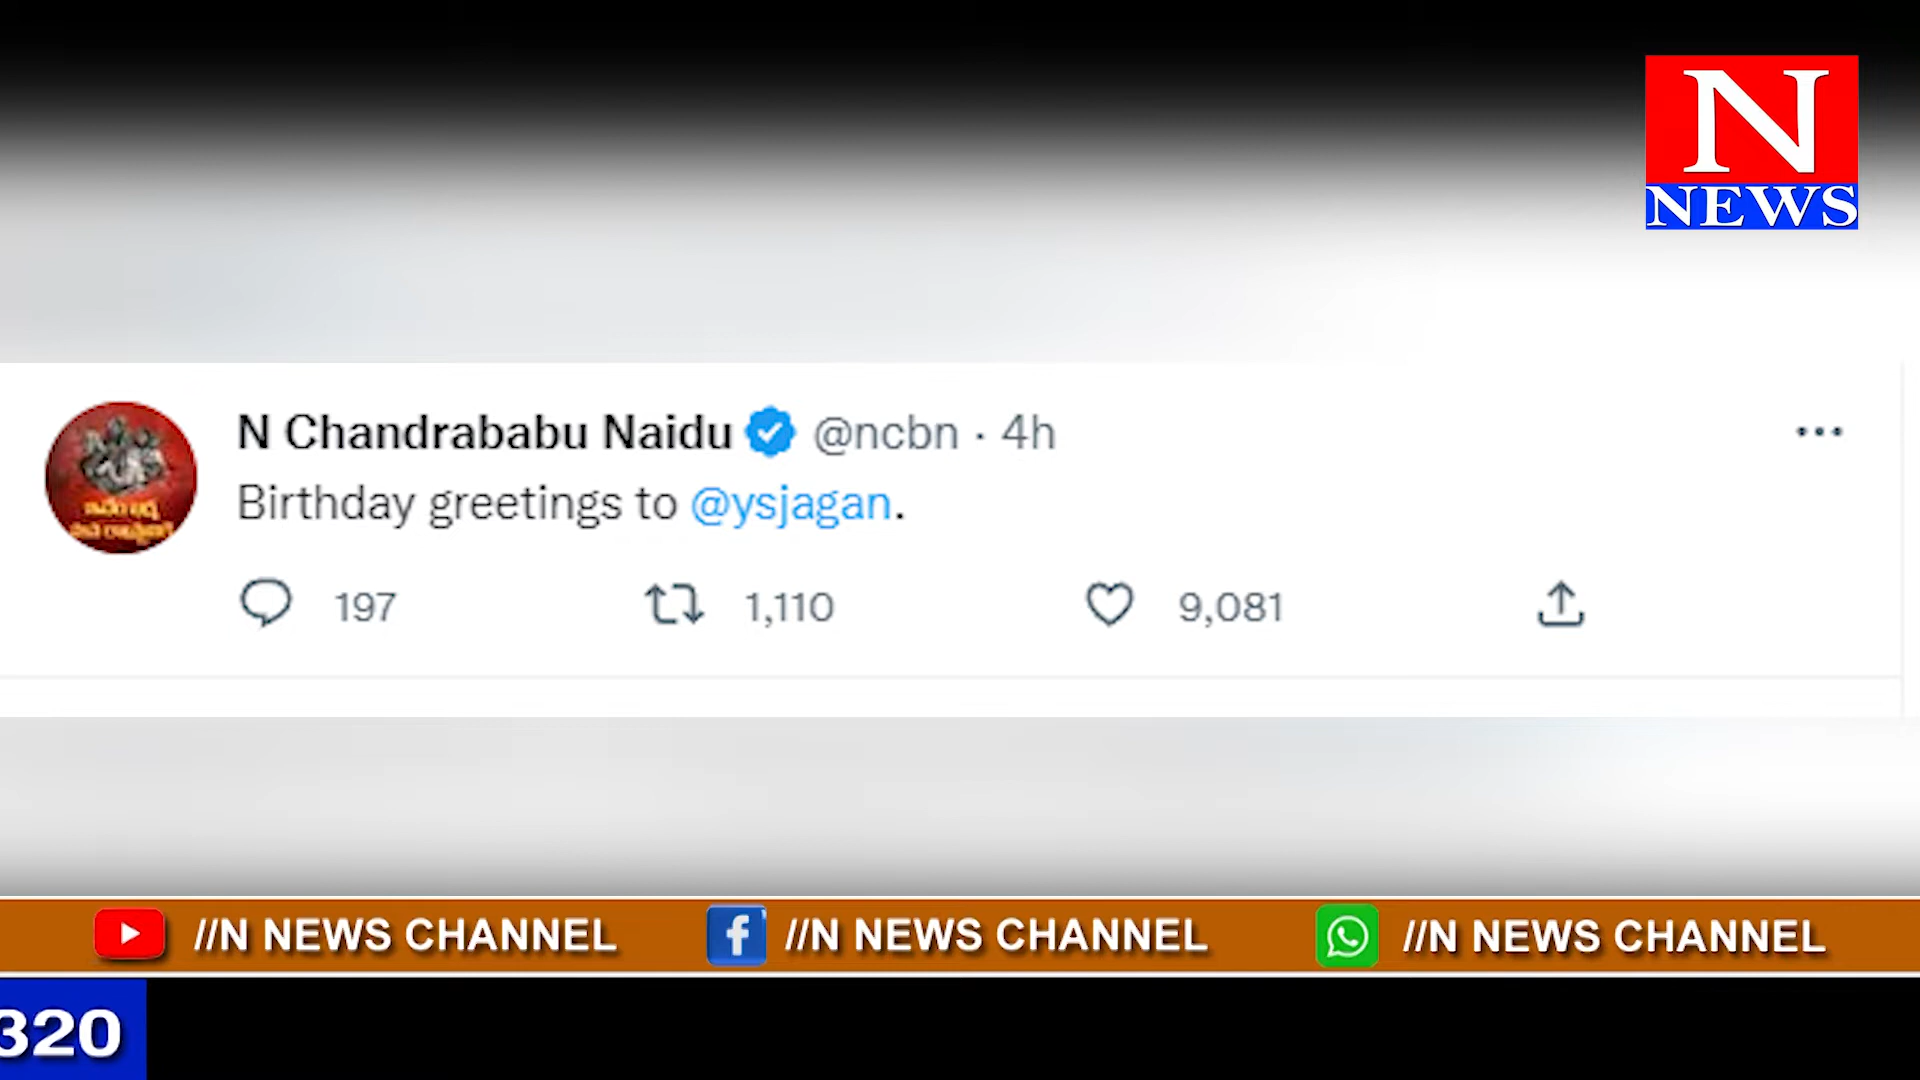 N
NEWS
N Chandrababu Naidu @ncbn · 4h
Birthday greetings to @ysjagan.
197 1,110 9,081
//N NEWS CHANNEL //N NEWS CHANNEL //N NEWS CHANNEL
320